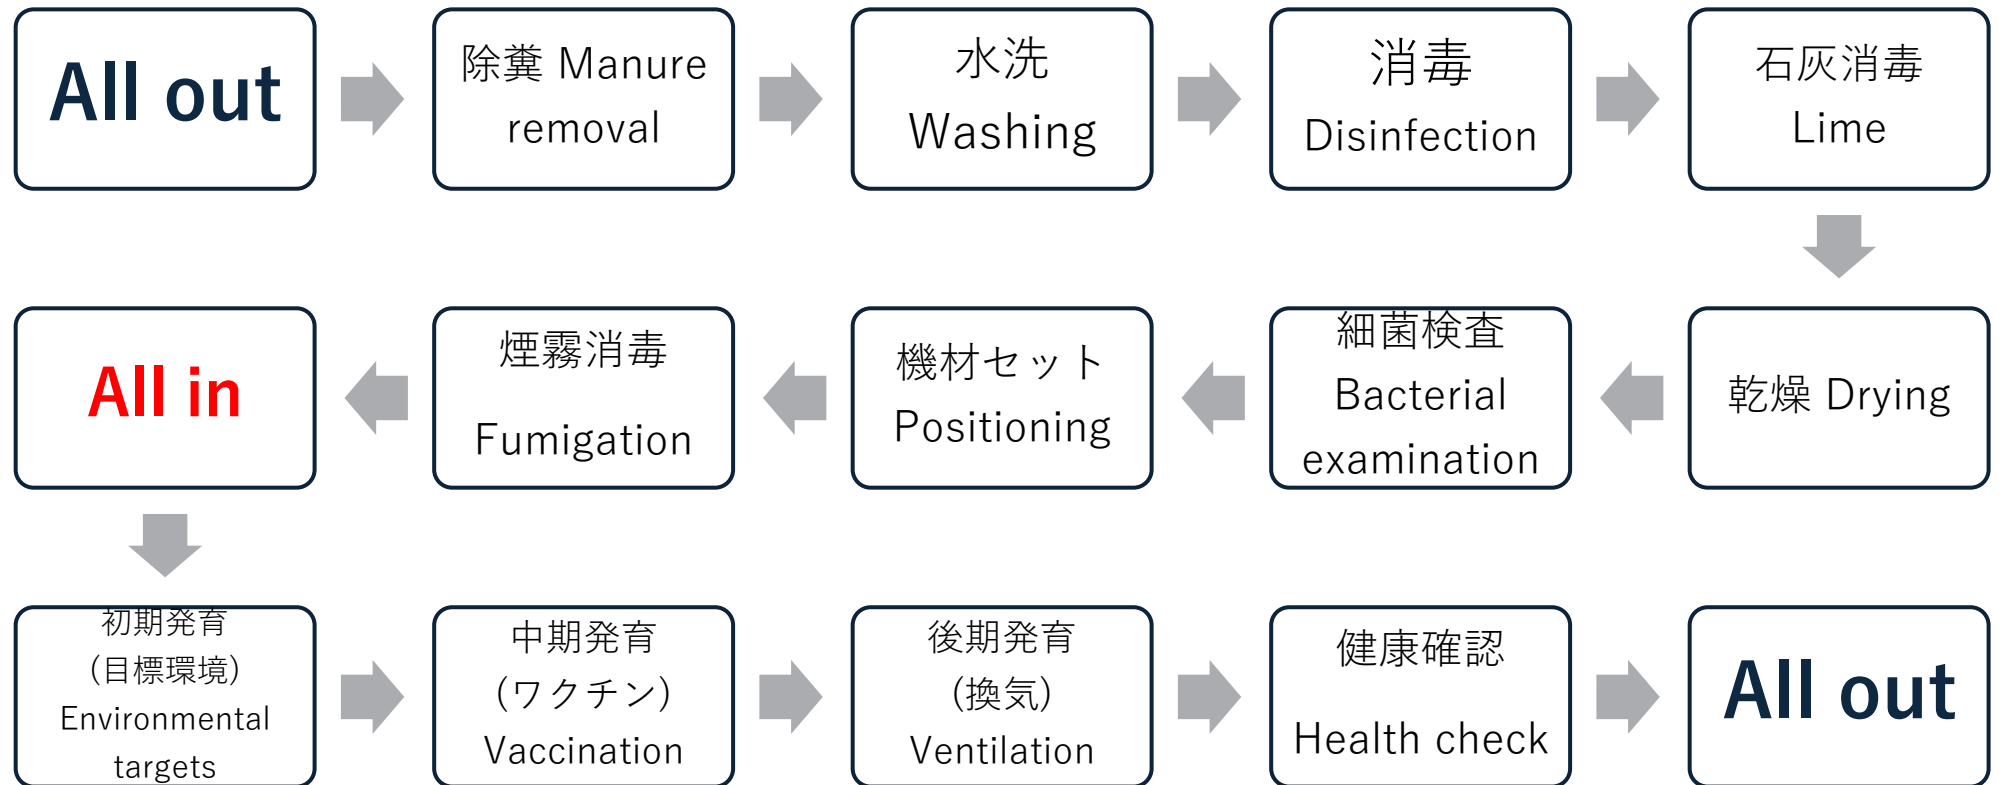 All out
除糞 Manure
removal
水洗
Washing
消毒
Disinfection
石灰消毒
Lime
乾燥 Drying
細菌検査
Bacterial
examination
機材セット
Positioning
煙霧消毒
Fumigation
All in
初期発育
(目標環境)
Environmental
targets
中期発育
(ワクチン)
Vaccination
後期発育
(換気)
Ventilation
健康確認
Health check
All out